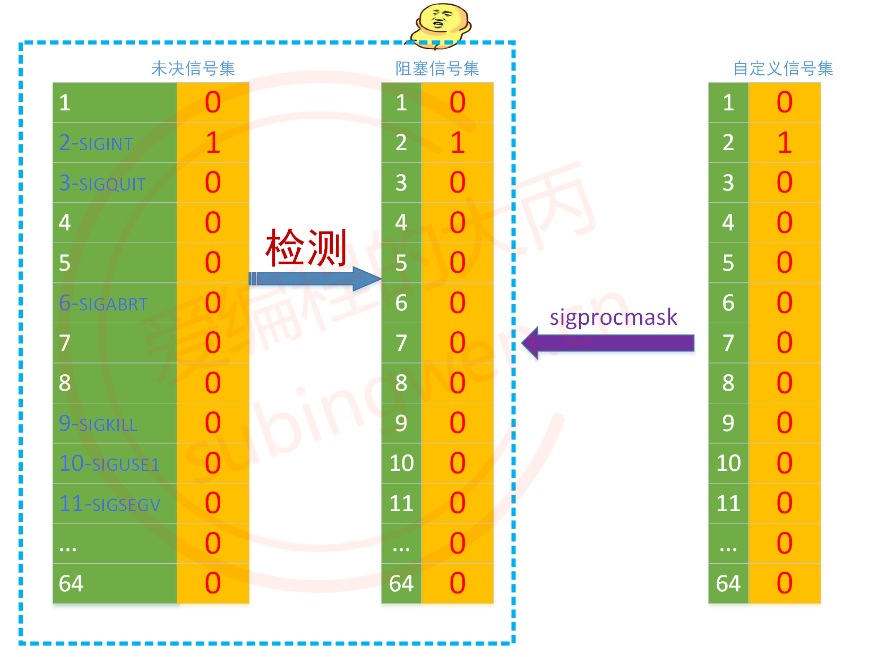 未决信号集 阻塞信号集 自定义信号集
1 0 1 0 1 0
2-SIGINT 1 2 1 2 1
3-SIGQUIT 0 3 0 3 0
4 0 4 0 4 0
检测
5 0 5 0 5 0
6-SIGABRT 0 6 0 6 0
sigprocmask
7 0 7 0 7 0
8 0 8 0 8 0
9-SIGKILL 0 9 0 9 0
10-SIGUSE1 0 10 0 10 0
11-SIGSEGV 0 11 0 11 0
... 0 ... 0 ... 0
64 0 64 0 64 0
爱编程的大丙
subingwen.cn